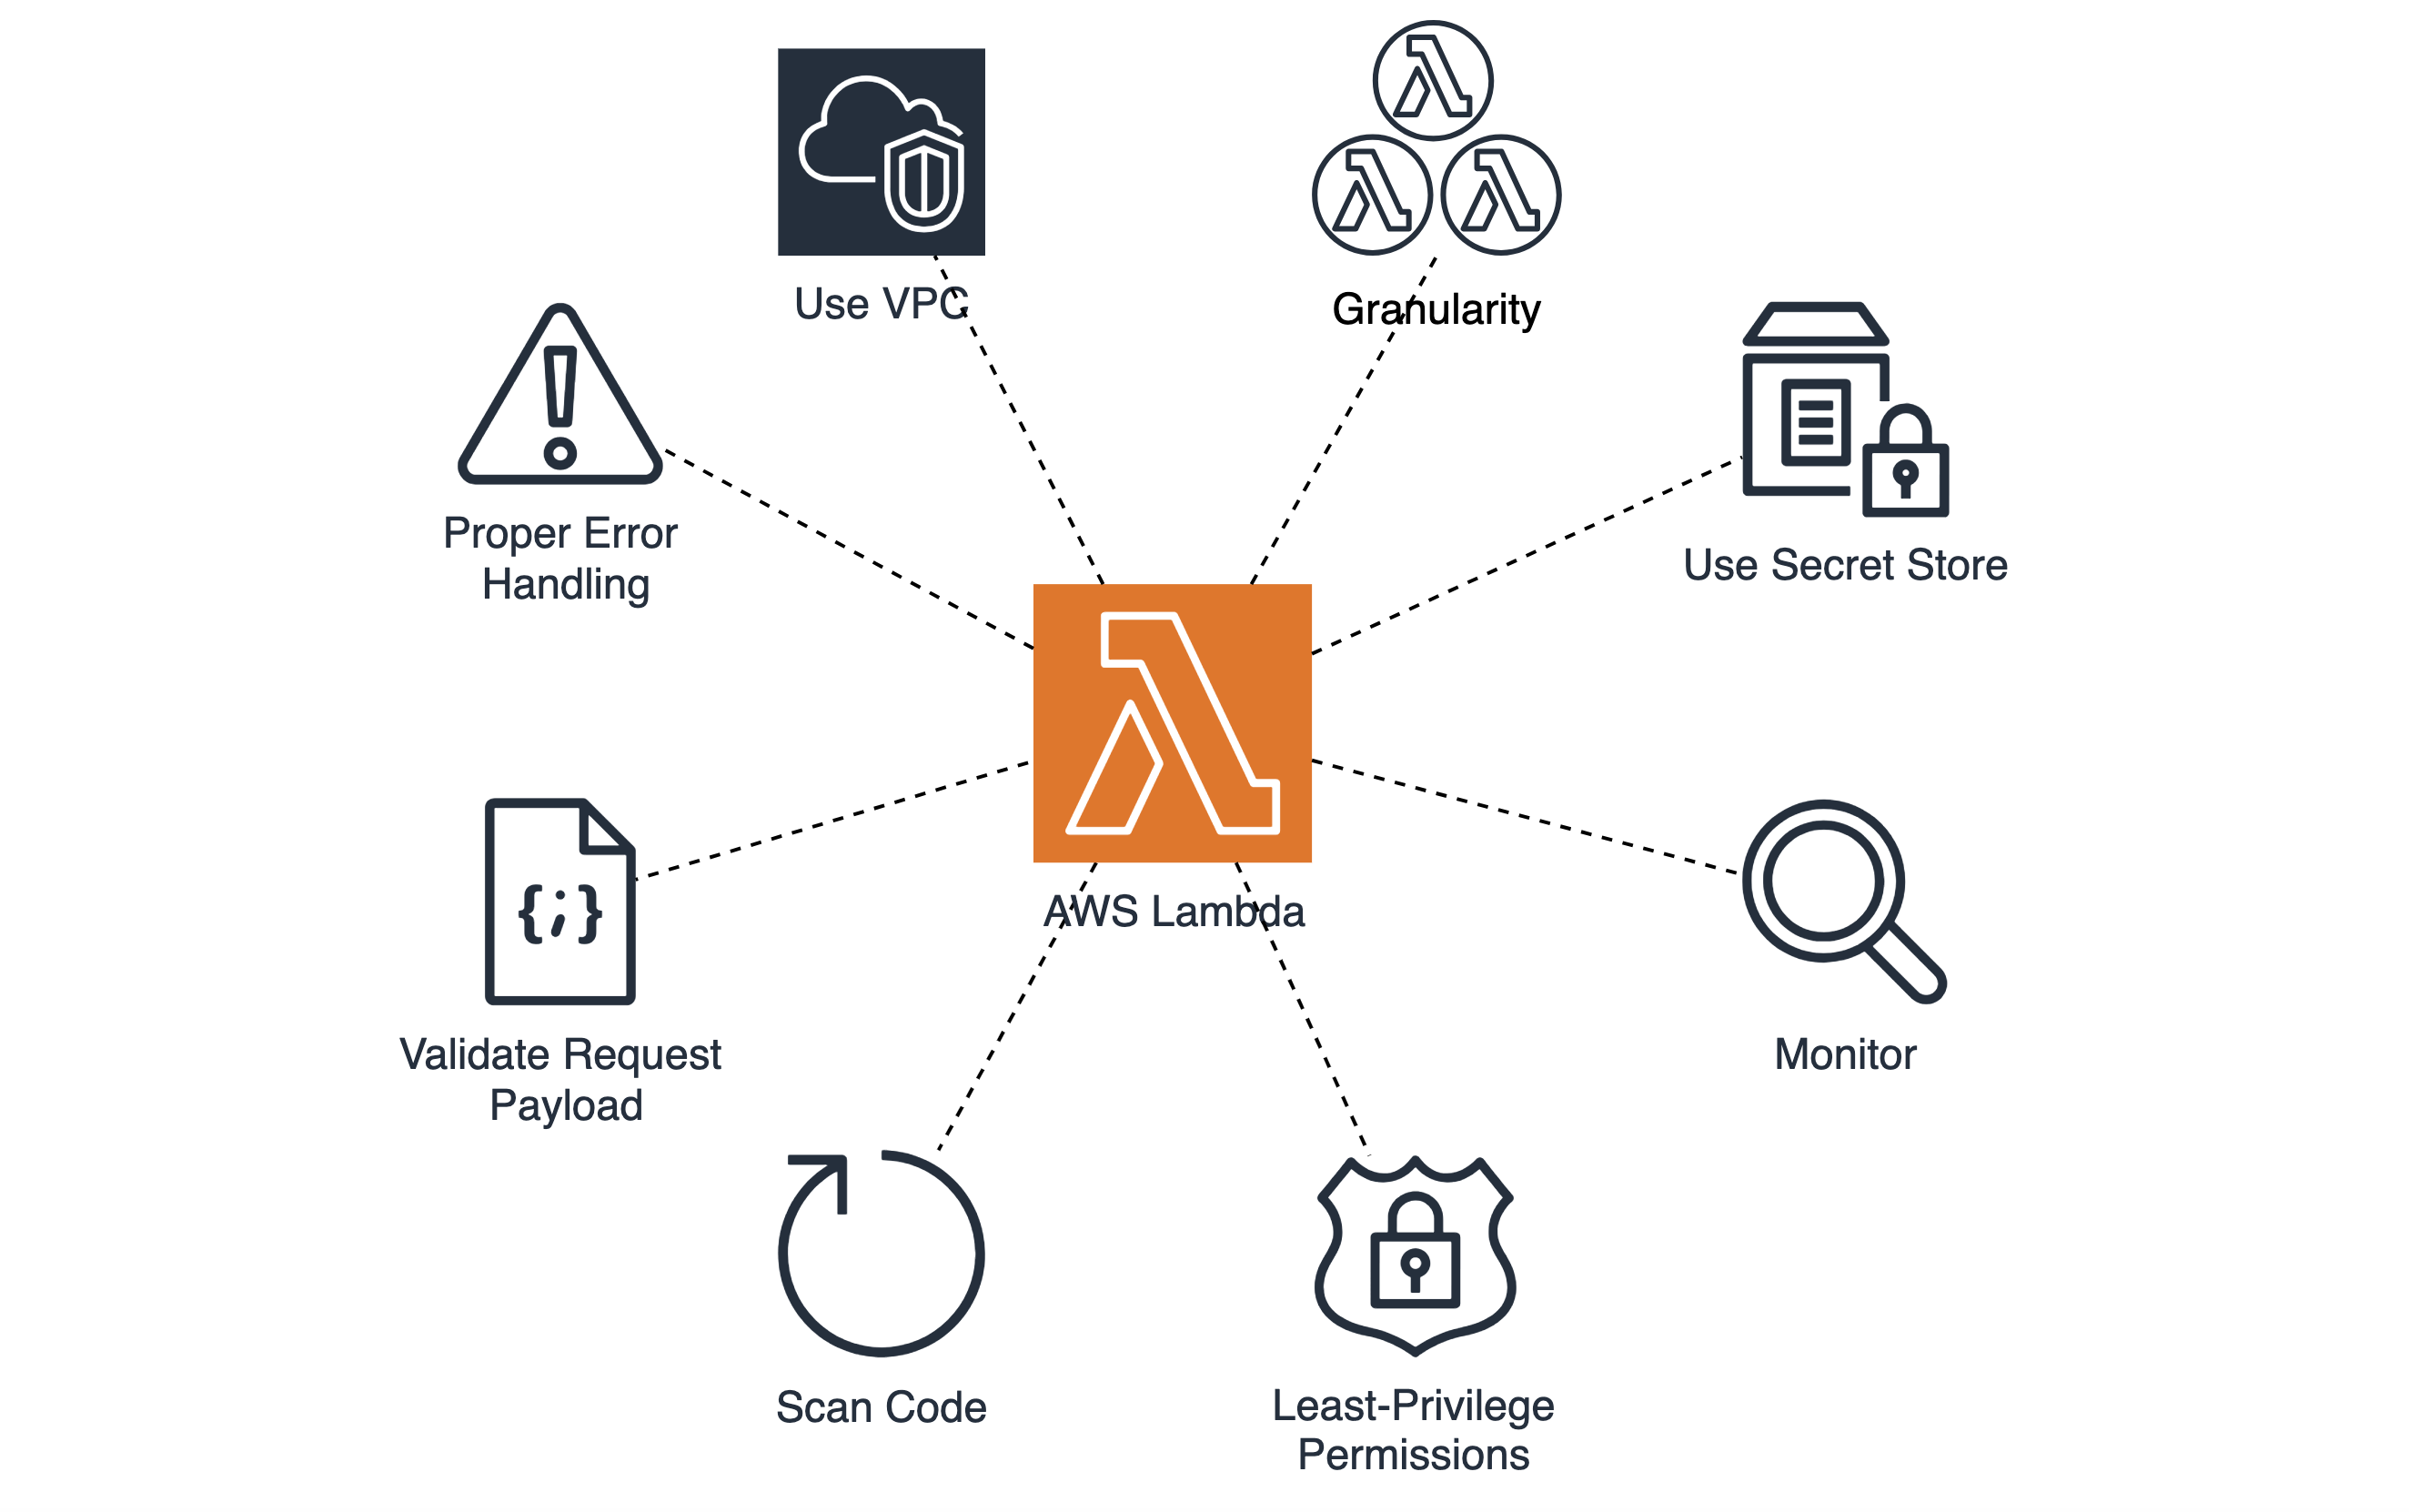 Use VPC
Granularity
Proper Error
Handling
Use Secret Store
AWS Lambda
{;}
Validate Request
Payload
Monitor
Scan Code
Least-Privilege
Permissions